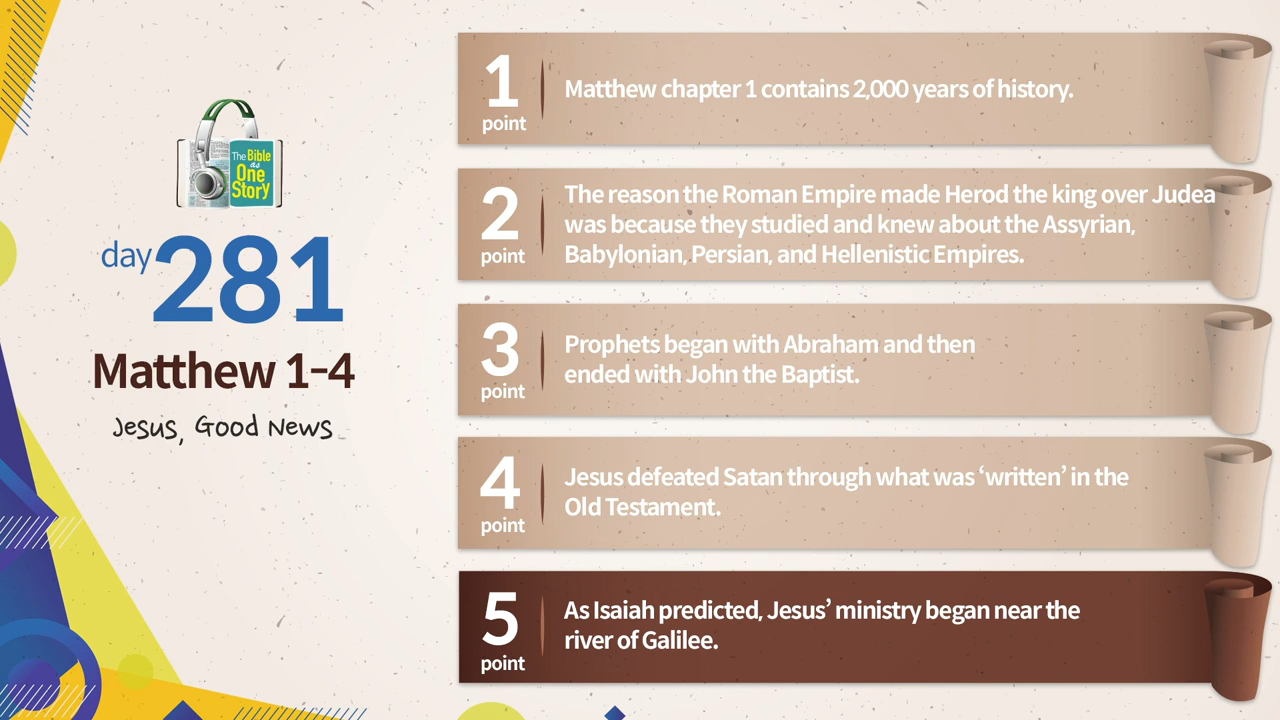 The Bible
as
One
Story
day 281
Matthew 1-4
Jesus, Good News
1
point
Matthew chapter 1 contains 2,000 years of history.
2
point
The reason the Roman Empire made Herod the king over Judea
was because they studied and knew about the Assyrian,
Babylonian, Persian, and Hellenistic Empires.
3
point
Prophets began with Abraham and then
ended with John the Baptist.
4
point
Jesus defeated Satan through what was ‘written’ in the
Old Testament.
5
point
As Isaiah predicted, Jesus’ ministry began near the
river of Galilee.